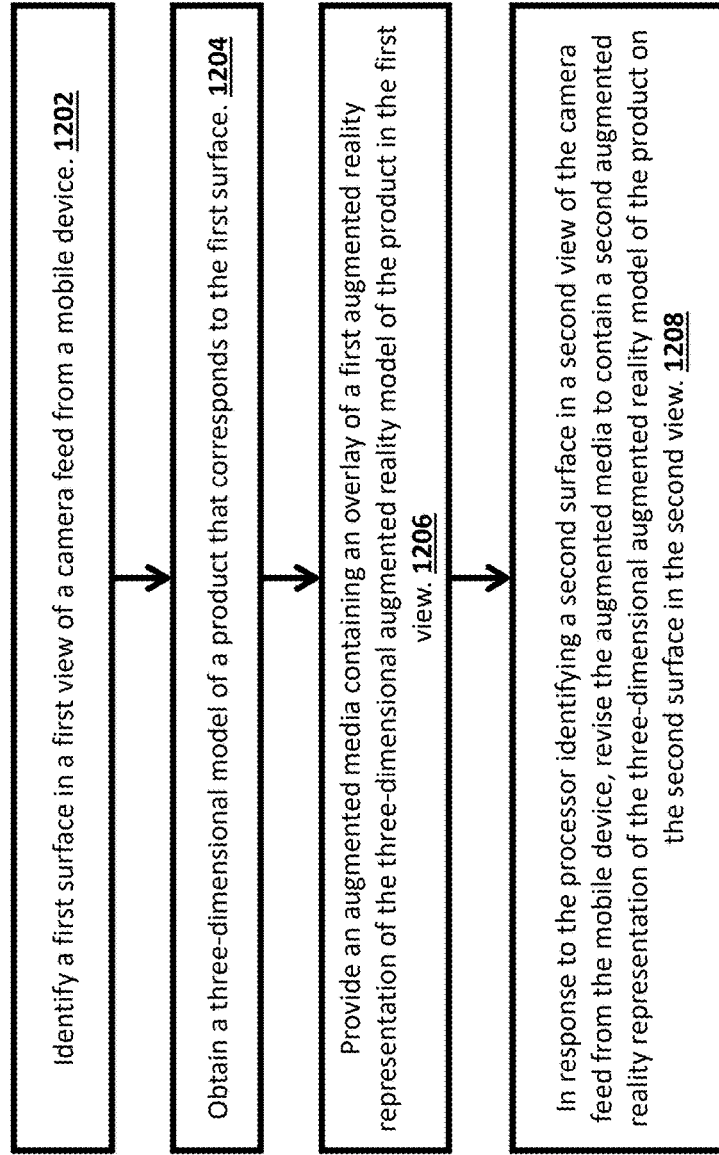 Identify a first surface in a first view of a camera feed from a mobile device. 1202
Obtain a three-dimensional model of a product that corresponds to the first surface. 1204
Provide an augmented media containing an overlay of a first augmented reality
representation of the three-dimensional augmented reality model of the product in the first
view. 1206
In response to the processor identifying a second surface in a second view of the camera
feed from the mobile device, revise the augmented media to contain a second augmented
reality representation of the three-dimensional augmented reality model of the product on
the second surface in the second view. 1208